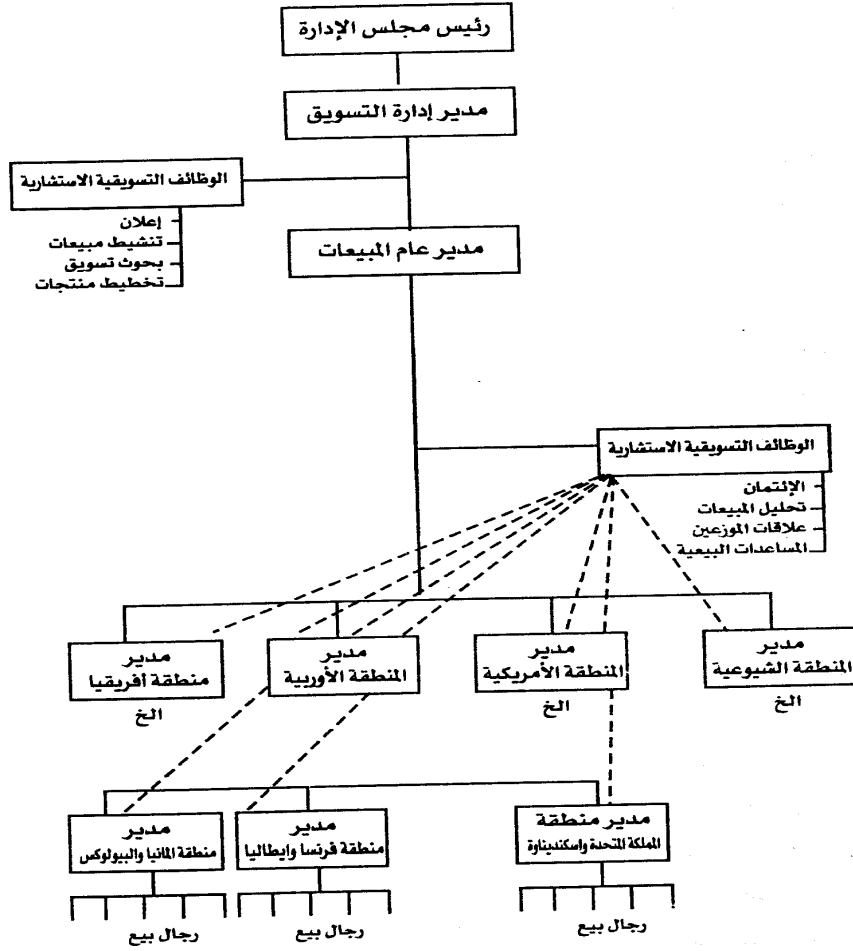 رئيس مجلس الإدارة
مدير إدارة التسويق
الوظائف التسويقية الاستشارية
إعلان
تنشيط مبيعات
بحوث تسويق
تخطيط منتجات
مدير عام المبيعات
الوظائف التسويقية الاستشارية
الإئتمان
تحليل المبيعات
علاقات الموزعين
المساعدات البيعية
مدير
المنطقة الشيوعية
الخ
مدير
المنطقة الأمريكية
الخ
مدير
المنطقة الأوربية
مدير
منطقة أفريقيا
الخ
مدير منطقة
المملكة المتحدة واسكنديناوة
رجال بيع
مدير
منطقة فرنسا وايطاليا
رجال بيع
مدير
منطقة المانيا والبيولوكس
رجال بيع